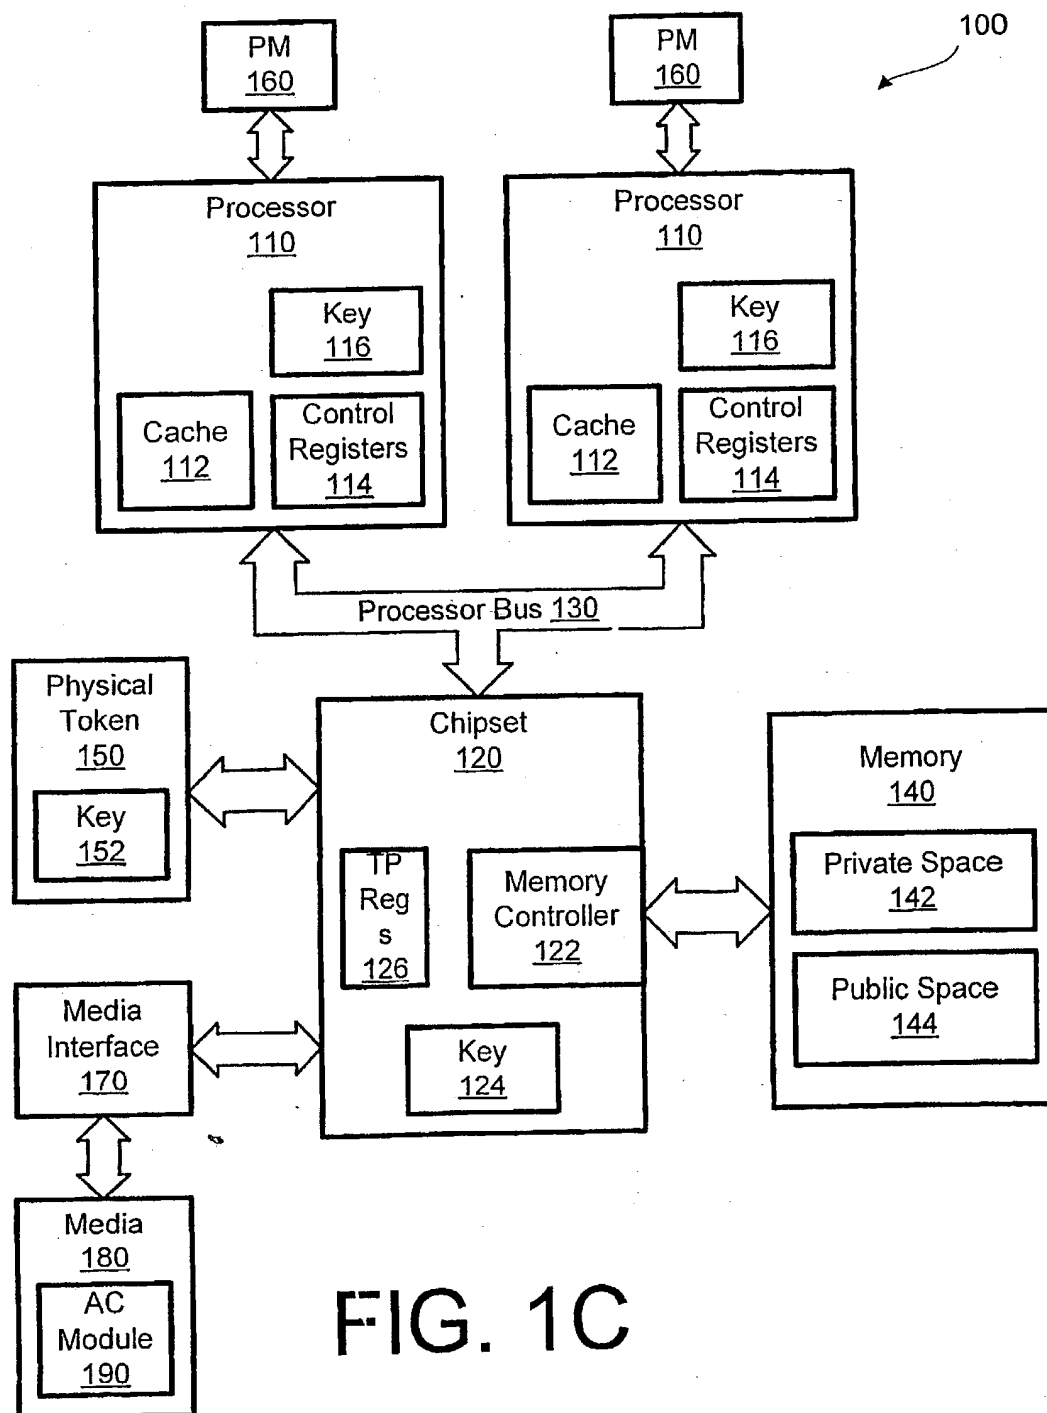 100
PM
160
PM
160
Processor
110
Key
116
Cache
112
Control
Registers
114
Processor
110
Key
116
Cache
112
Control
Registers
114
Processor Bus 130
Physical
Token
150
Key
152
Chipset
120
TP
Reg
s
126
Memory
Controller
122
Key
124
Memory
140
Private Space
142
Public Space
144
Media
Interface
170
Media
180
AC
Module
190
FIG. 1C